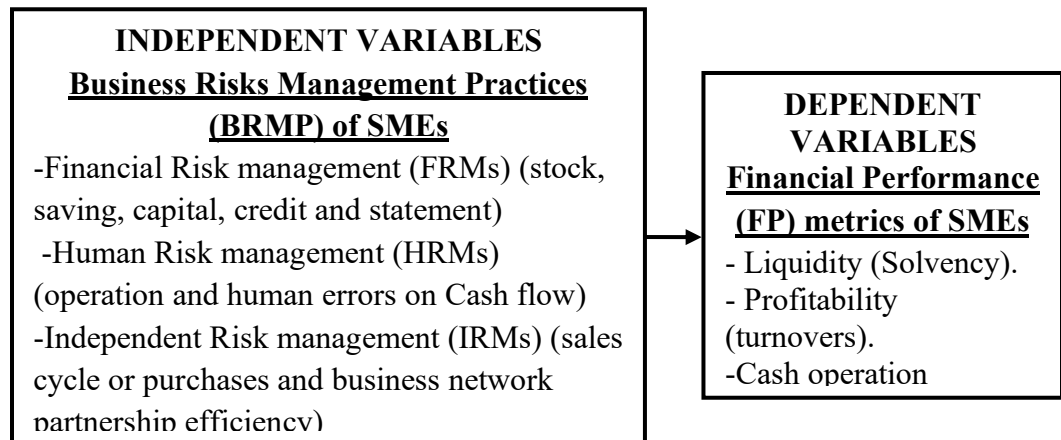 INDEPENDENT VARIABLES
Business Risks Management Practices
(BRMP) of SMEs
-Financial Risk management (FRMs) (stock,
saving, capital, credit and statement)
-Human Risk management (HRMs)
(operation and human errors on Cash flow)
-Independent Risk management (IRMs) (sales
cycle or purchases and business network
partnership efficiency)
DEPENDENT
VARIABLES
Financial Performance
(FP) metrics of SMEs
- Liquidity (Solvency).
- Profitability
(turnovers).
-Cash operation